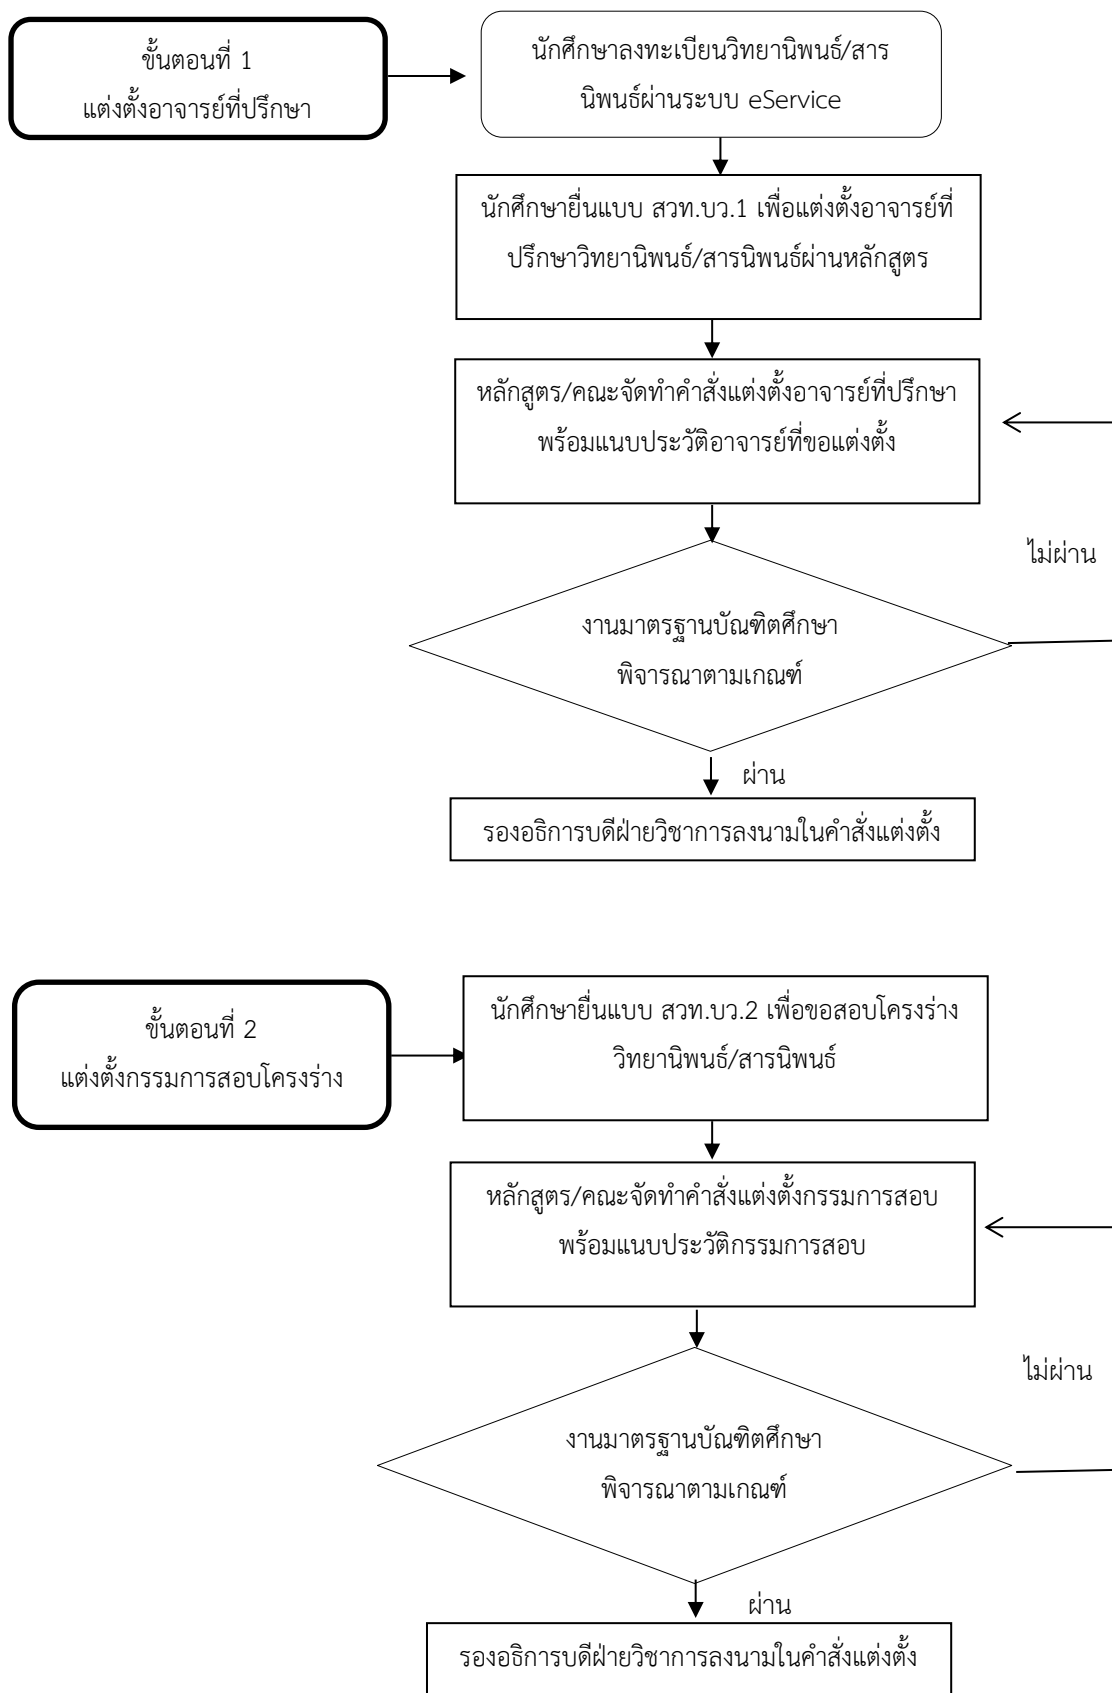 ขั้นตอนที่ 1
แต่งตั้งอาจารย์ที่ปรึกษา
นักศึกษาลงทะเบียนวิทยานิพนธ์/สาร
นิพนธ์ผ่านระบบ eService
นักศึกษายื่นแบบ สวท.บว.1 เพื่อแต่งตั้งอาจารย์ที่
ปรึกษาวิทยานิพนธ์/สารนิพนธ์ผ่านหลักสูตร
หลักสูตร/คณะจัดทำคำสั่งแต่งตั้งอาจารย์ที่ปรึกษา
พร้อมแนบประวัติอาจารย์ที่ขอแต่งตั้ง
ไม่ผ่าน
งานมาตรฐานบัณฑิตศึกษา
พิจารณาตามเกณฑ์
ผ่าน
รองอธิการบดีฝ่ายวิชาการลงนามในคำสั่งแต่งตั้ง
ขั้นตอนที่ 2
แต่งตั้งกรรมการสอบโครงร่าง
นักศึกษายื่นแบบ สวท.บว.2 เพื่อขอสอบโครงร่าง
วิทยานิพนธ์/สารนิพนธ์
หลักสูตร/คณะจัดทำคำสั่งแต่งตั้งกรรมการสอบ
พร้อมแนบประวัติกรรมการสอบ
ไม่ผ่าน
งานมาตรฐานบัณฑิตศึกษา
พิจารณาตามเกณฑ์
ผ่าน
รองอธิการบดีฝ่ายวิชาการลงนามในคำสั่งแต่งตั้ง